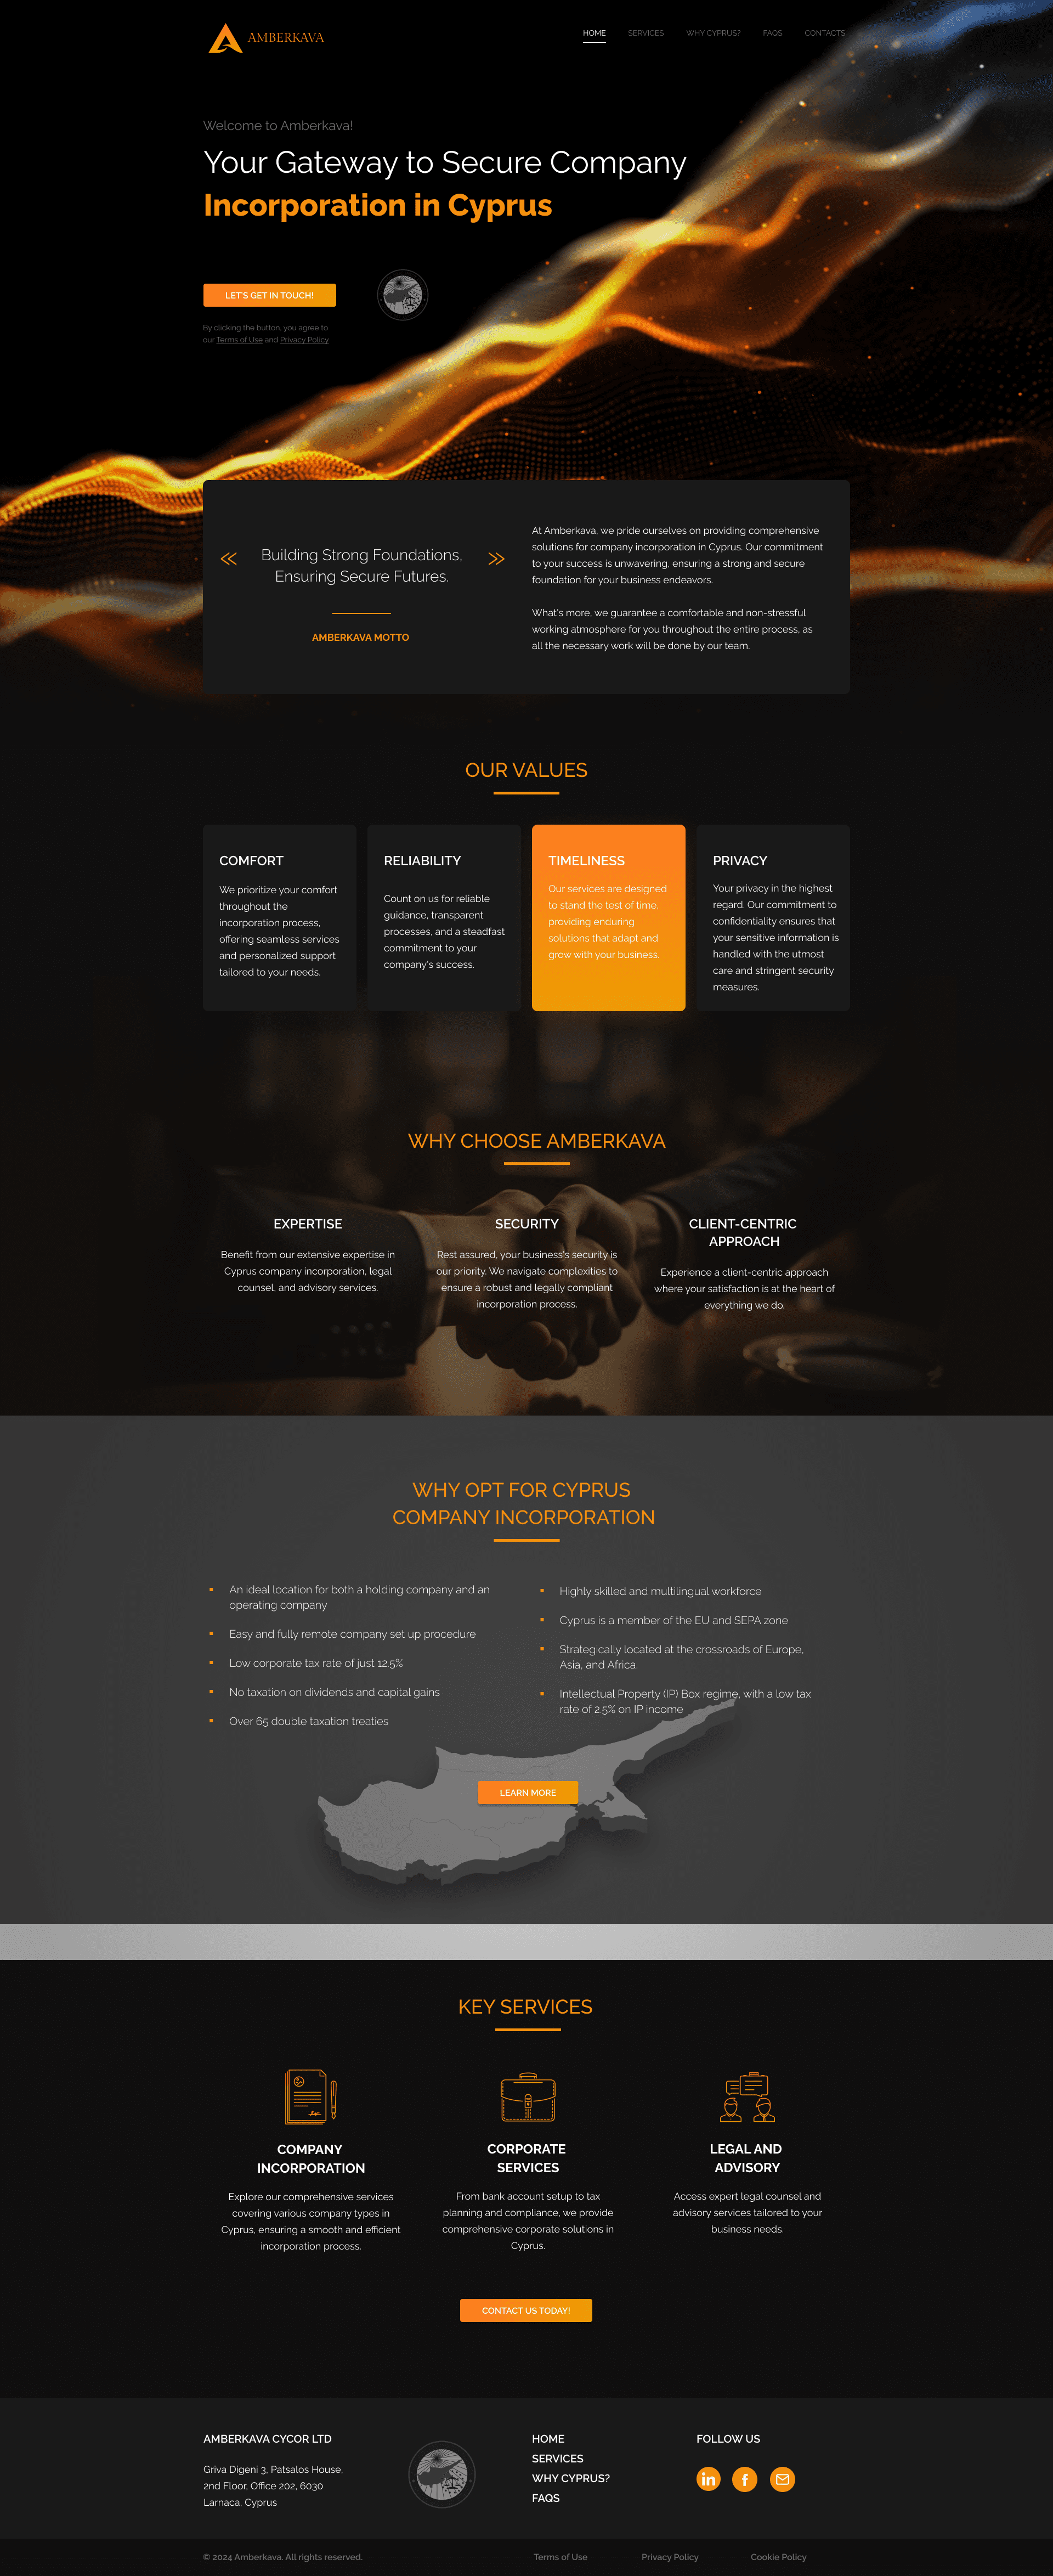 AMBERKAVA
HOME SERVICES WHY CYPRUS? FAQS CONTACTS
Welcome to Amberkava!
Your Gateway to Secure Company
Incorporation in Cyprus
LET'S GET IN TOUCH!
By clicking the button, you agree to
our Terms of Use and Privacy Policy
Building Strong Foundations,
Ensuring Secure Futures.
AMBERKAVA MOTTO
At Amberkava, we pride ourselves on providing comprehensive
solutions for company incorporation in Cyprus. Our commitment
to your success is unwavering, ensuring a strong and secure
foundation for your business endeavors.
What's more, we guarantee a comfortable and non-stressful
working atmosphere for you throughout the entire process, as
all the necessary work will be done by our team.
OUR VALUES
COMFORT
We prioritize your comfort
throughout the
incorporation process,
offering seamless services
and personalized support
tailored to your needs.
RELIABILITY
Count on us for reliable
guidance, transparent
processes, and a steadfast
commitment to your
company's success.
TIMELINESS
Our services are designed
to stand the test of time,
providing enduring
solutions that adapt and
grow with your business.
PRIVACY
Your privacy in the highest
regard. Our commitment to
confidentiality ensures that
your sensitive information is
handled with the utmost
care and stringent security
measures.
WHY CHOOSE AMBERKAVA
EXPERTISE
Benefit from our extensive expertise in
Cyprus company incorporation, legal
counsel, and advisory services.
SECURITY
Rest assured, your business's security is
our priority. We navigate complexities to
ensure a robust and legally compliant
incorporation process.
CLIENT-CENTRIC
APPROACH
Experience a client-centric approach
where your satisfaction is at the heart of
everything we do.
WHY OPT FOR CYPRUS
COMPANY INCORPORATION
An ideal location for both a holding company and an
operating company
Easy and fully remote company set up procedure
Low corporate tax rate of just 12.5%
No taxation on dividends and capital gains
Over 65 double taxation treaties
Highly skilled and multilingual workforce
Cyprus is a member of the EU and SEPA zone
Strategically located at the crossroads of Europe,
Asia, and Africa.
Intellectual Property (IP) Box regime, with a low tax
rate of 2.5% on IP income
LEARN MORE
KEY SERVICES
COMPANY
INCORPORATION
Explore our comprehensive services
covering various company types in
Cyprus, ensuring a smooth and efficient
incorporation process.
CORPORATE
SERVICES
From bank account setup to tax
planning and compliance, we provide
comprehensive corporate solutions in
Cyprus.
LEGAL AND
ADVISORY
Access expert legal counsel and
advisory services tailored to your
business needs.
CONTACT US TODAY!
AMBERKAVA CYCOR LTD
Griva Digeni 3, Patsalos House,
2nd Floor, Office 202, 6030
Larnaca, Cyprus
HOME
SERVICES
WHY CYPRUS?
FAQS
FOLLOW US
in f
© 2024 Amberkava. All rights reserved.
Terms of Use Privacy Policy Cookie Policy